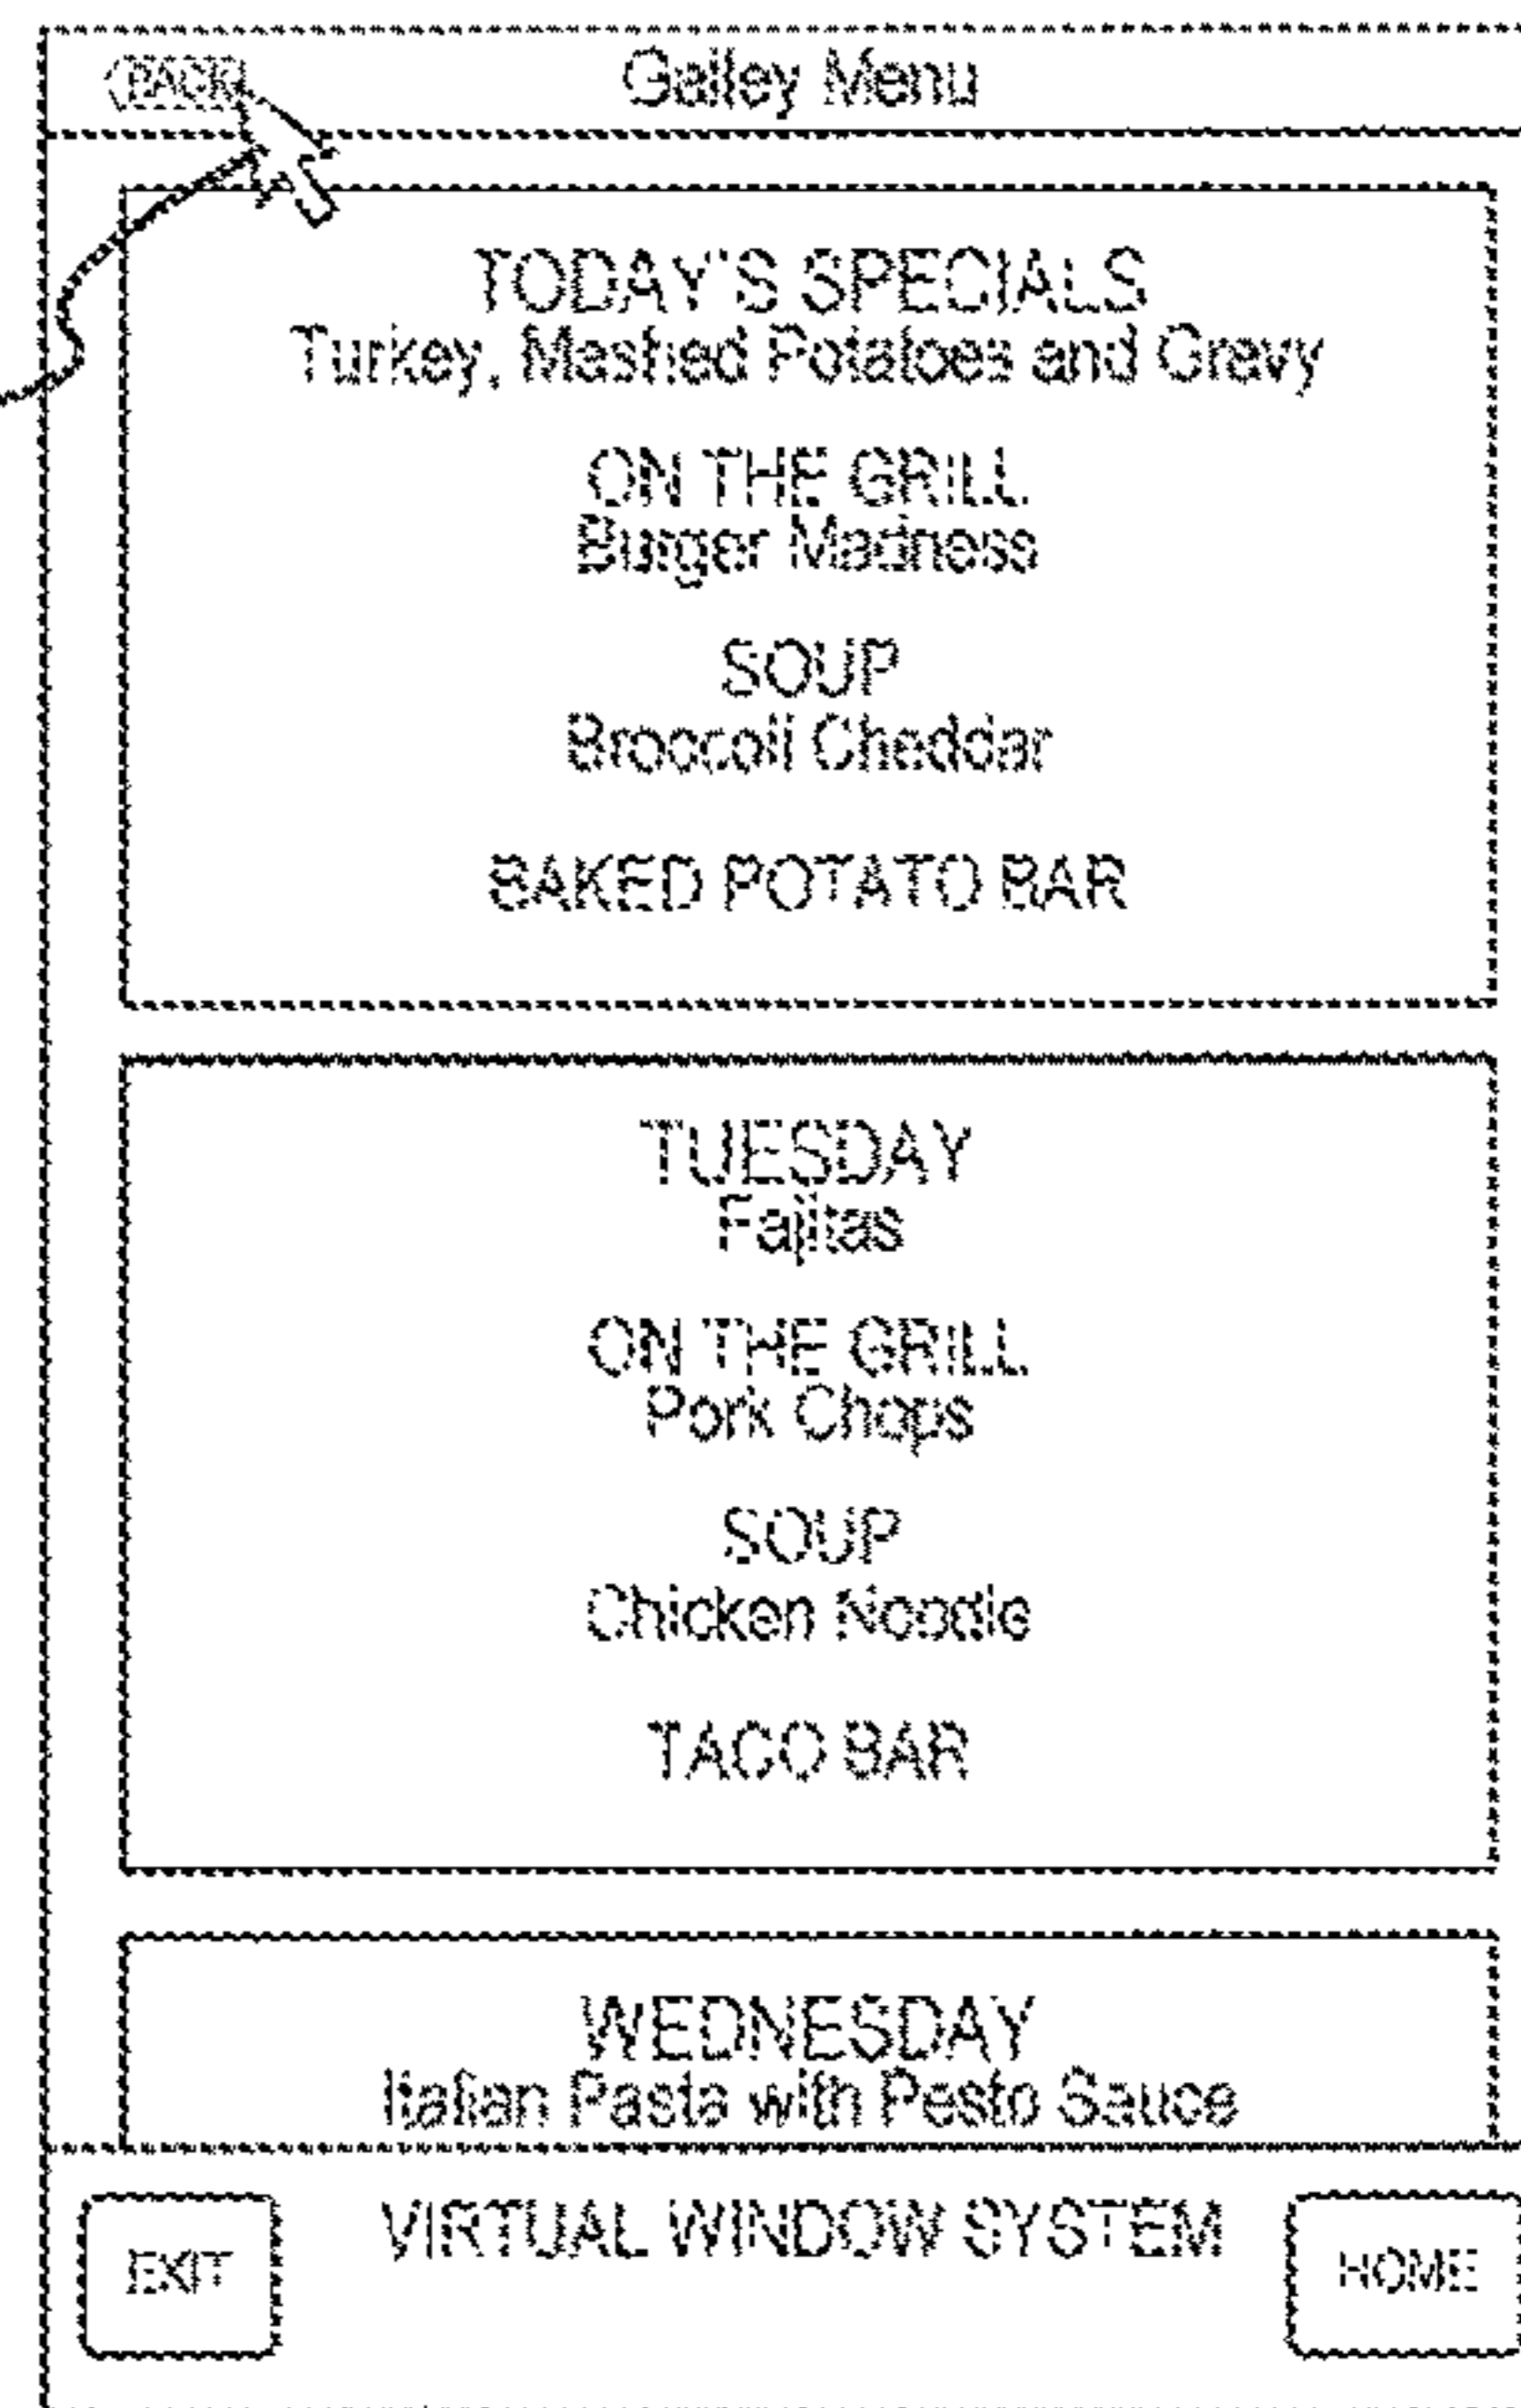 BACK
Galley Menu
TODAY'S SPECIALS
Turkey, Mashed Potatoes and Gravy
ON THE GRILL
Burger Madness
SOUP
Broccoli Cheddar
BAKED POTATO BAR
TUESDAY
Fajitas
ON THE GRILL
Pork Chops
SOUP
Chicken Noodle
TACO BAR
WEDNESDAY
Italian Pasta with Pesto Sauce
EXIT
VIRTUAL WINDOW SYSTEM
HOME